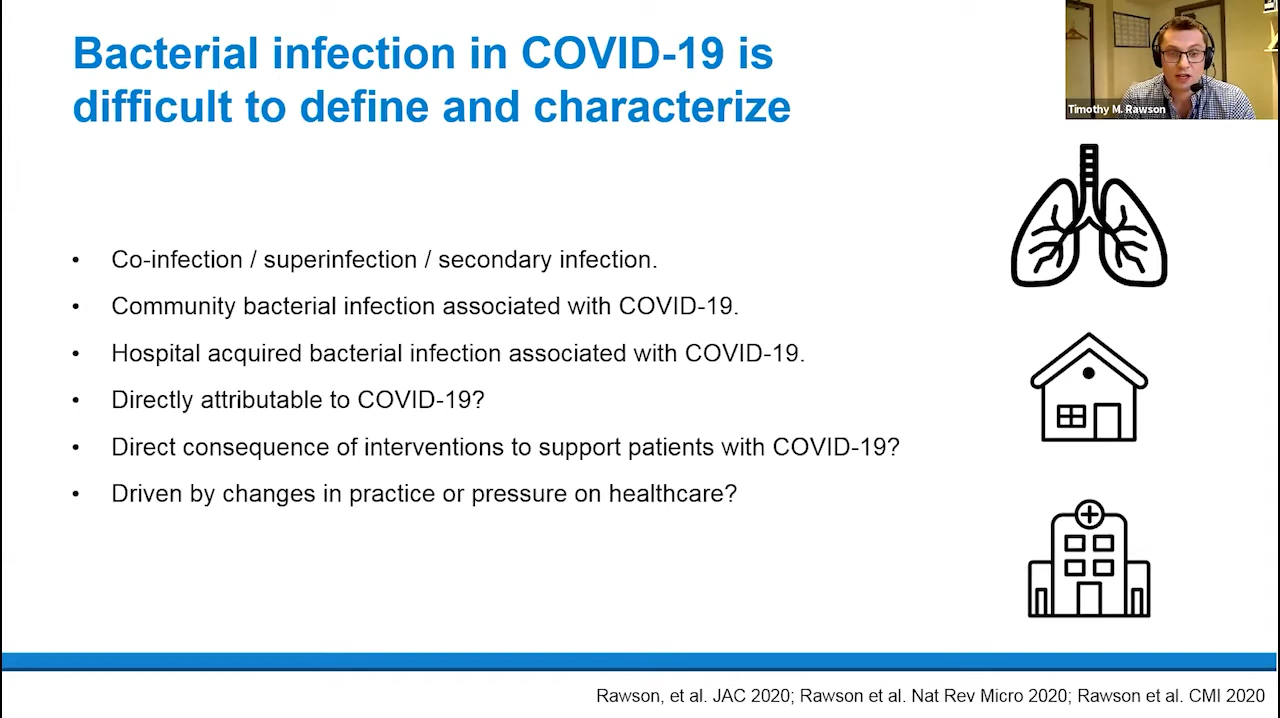 Bacterial infection in COVID-19 is
difficult to define and characterize
Timothy M. Rawson
• Co-infection / superinfection / secondary infection.
• Community bacterial infection associated with COVID-19.
• Hospital acquired bacterial infection associated with COVID-19.
• Directly attributable to COVID-19?
• Direct consequence of interventions to support patients with COVID-19?
• Driven by changes in practice or pressure on healthcare?
Rawson, et al. JAC 2020; Rawson et al. Nat Rev Micro 2020; Rawson et al. CMI 2020